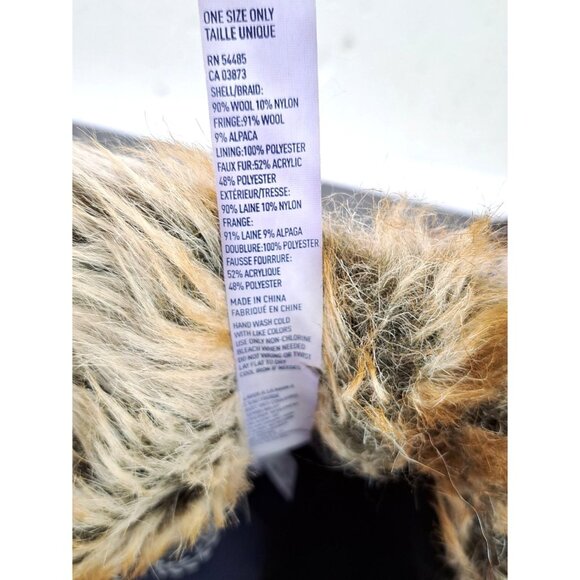 ONE SIZE ONLY
TAILLE UNIQUE
RN 54485
CA 03873
SHELL/BRAID:
90% WOOL 10% NYLON
FRINGE:91% WOOL
9% ALPACA
LINING:100% POLYESTER
FAUX FUR:52% ACRYLIC
48% POLYESTER
EXTÉRIEUR/TRESSE:
90% LAINE 10% NYLON
FRANGE:
91% LAINE 9% ALPAGA
DOUBLURE:100% POLYESTER
FAUSSE FOURRURE:
52% ACRYLIQUE
48% POLYESTER
MADE IN CHINA
FABRIQUÉ EN CHINE
HAND WASH COLD
WITH LIKE COLORS
USE ONLY NON-CHLORINE
BLEACH WHEN NEEDED
DO NOT WRING OR TWIST
LAY FLAT TO DRY
COOL IRON IF NEEDED